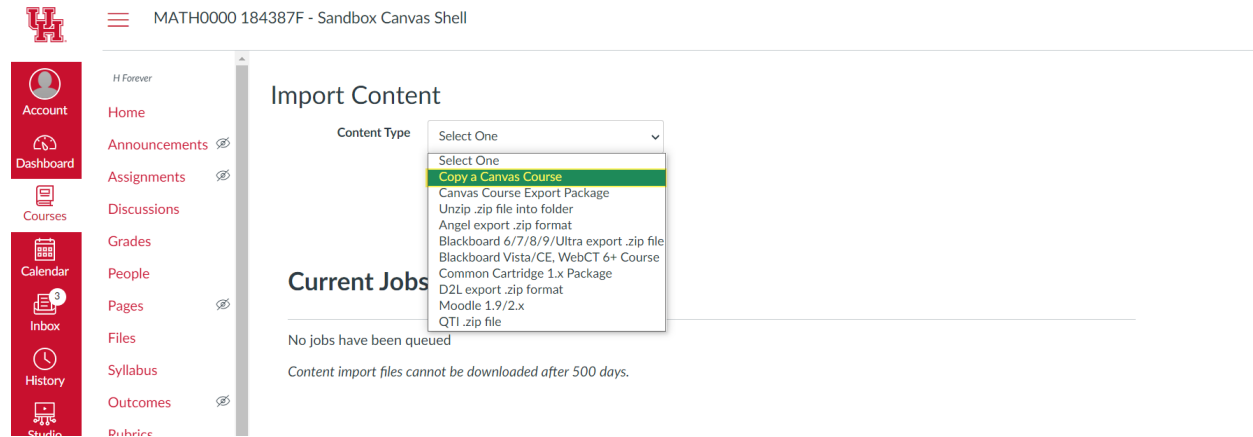 UH
MATH0000 184387F - Sandbox Canvas Shell
Account
Dashboard
Courses
Calendar
3
Inbox
History
Studio
H Forever
Home
Announcements
Assignments
Discussions
Grades
People
Pages
Files
Syllabus
Outcomes
Rubrics
Import Content
Content Type
Select One
Select One
Copy a Canvas Course
Canvas Course Export Package
Unzip .zip file into folder
Angel export .zip format
Blackboard 6/7/8/9/Ultra export .zip file
Blackboard Vista/CE, WebCT 6+ Course
Common Cartridge 1.x Package
D2L export .zip format
Moodle 1.9/2.x
QTI .zip file
Current Jobs
No jobs have been queued
Content import files cannot be downloaded after 500 days.